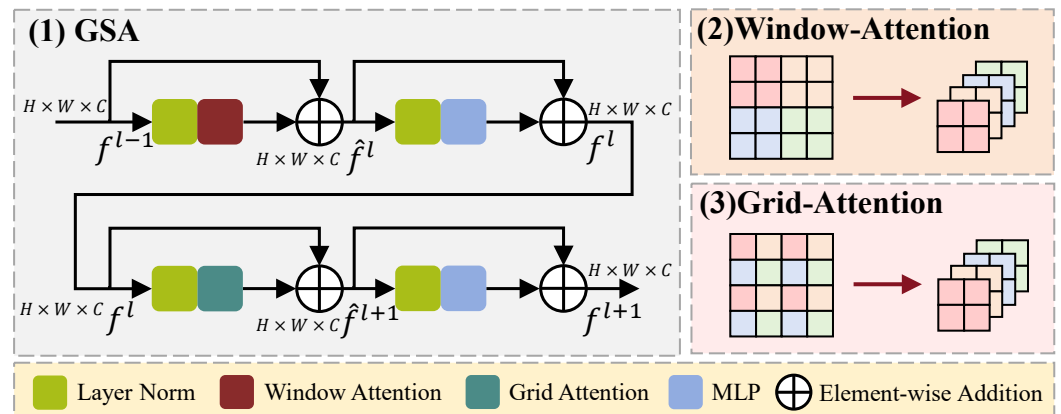 (1) GSA
H × W × C
f^{l−1}
H × W × C
f̂^l
H × W × C
f^l
H × W × C
f^l
H × W × C
f̂^{l+1}
H × W × C
f^{l+1}
(2)Window-Attention
(3)Grid-Attention
Layer Norm
Window Attention
Grid Attention
MLP
Element-wise Addition